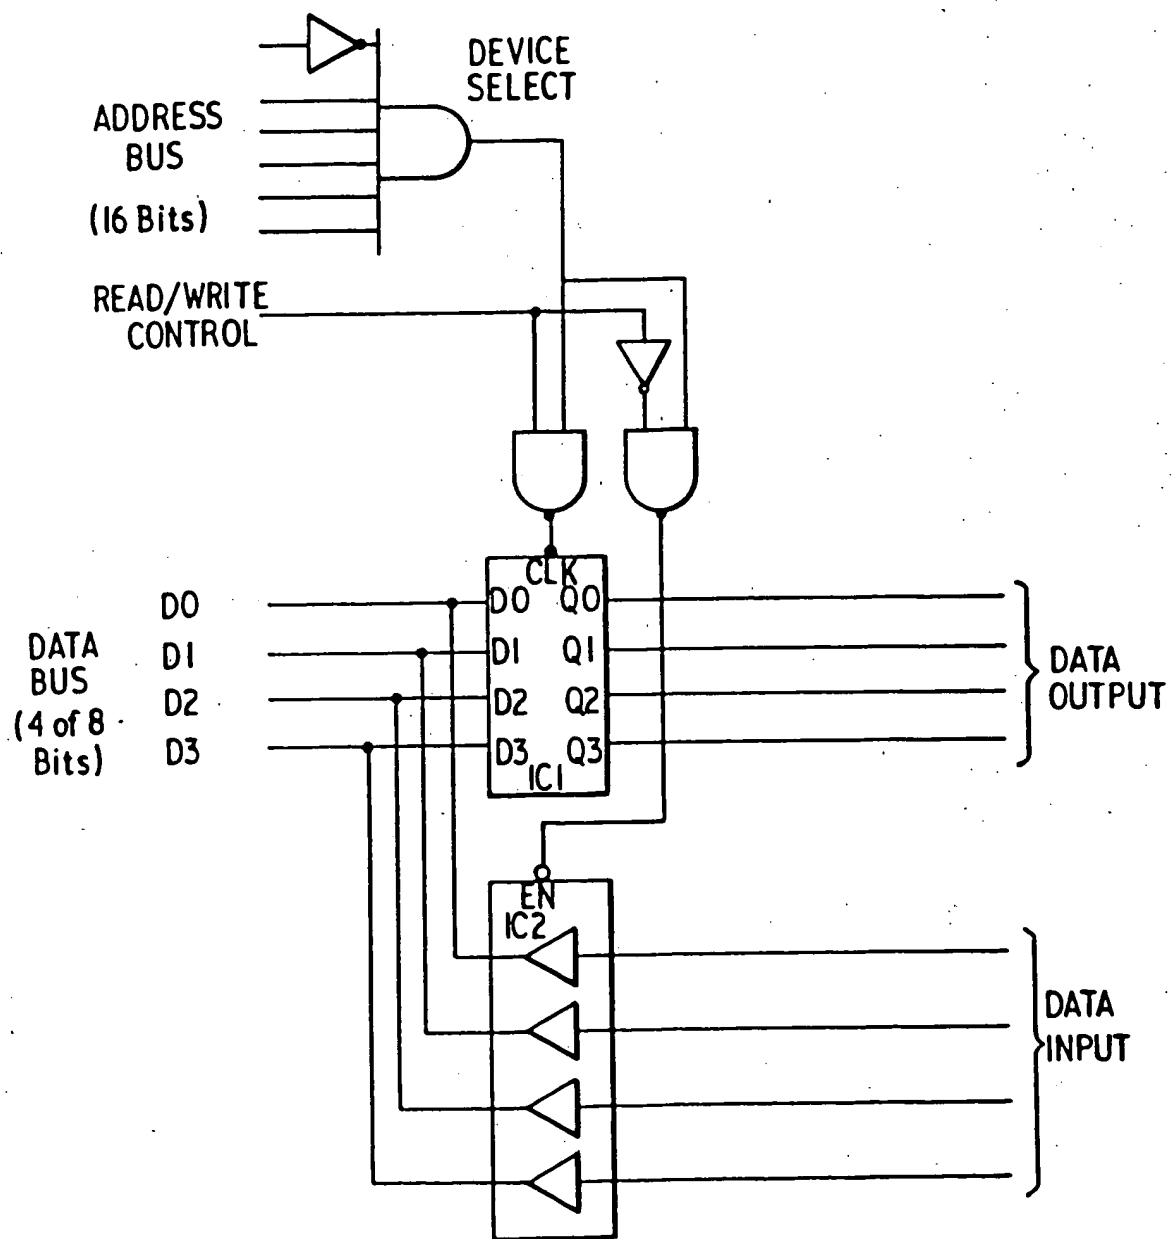 DEVICE
SELECT
ADDRESS
BUS
(16 Bits)
READ/WRITE
CONTROL
CLK
D0
D0 Q0
D1
D1 Q1
D2
D2 Q2
D3
D3 Q3
IC1
DATA
BUS
(4 of 8
Bits)
DATA
OUTPUT
EN
IC2
DATA
INPUT